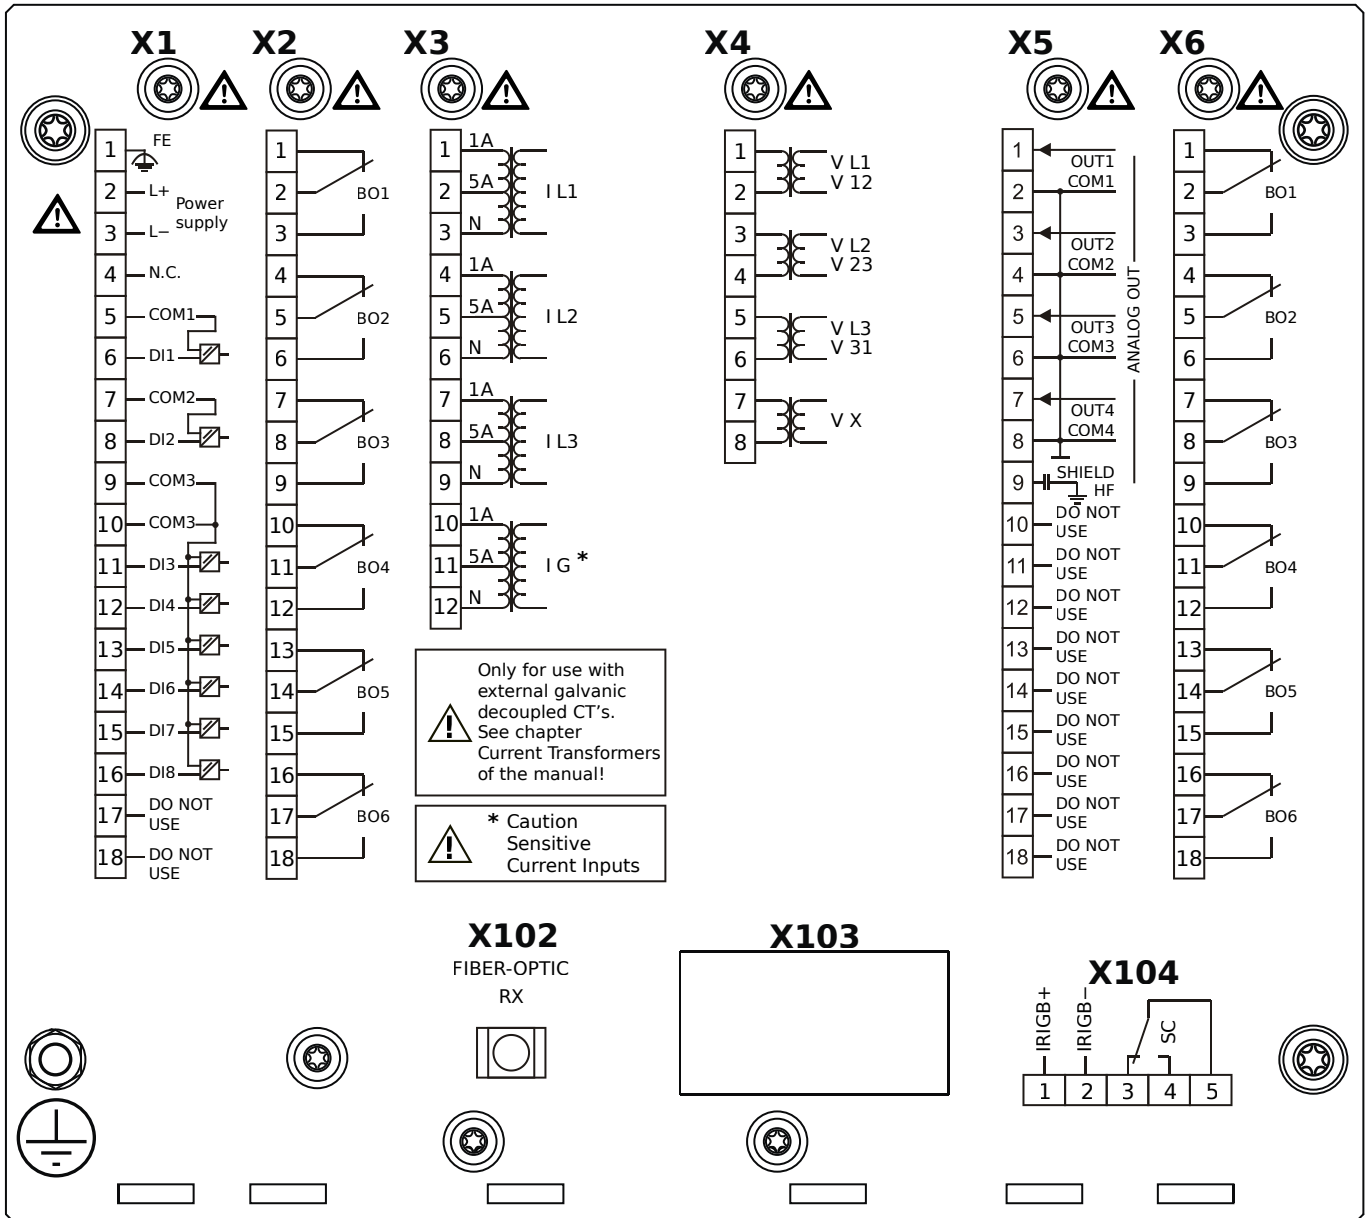 X1
1
FE
2
L+
Power
supply
3
L−
4
N.C.
5
COM1
6
DI1
7
COM2
8
DI2
9
COM3
10
COM3
11
DI3
12
DI4
13
DI5
14
DI6
15
DI7
16
DI8
17
DO NOT
USE
18
DO NOT
USE
X2
1
2
BO1
3
4
5
BO2
6
7
8
BO3
9
10
11
BO4
12
13
14
BO5
15
16
17
BO6
18
X3
1
1A
2
5A
I L1
3
N
4
1A
5
5A
I L2
6
N
7
1A
8
5A
I L3
9
N
10
1A
11
5A
I G *
12
N
Only for use with
external galvanic
decoupled CT's.
See chapter
Current Transformers
of the manual!
* Caution
Sensitive
Current Inputs
X4
1
V L1
2
V 12
3
V L2
4
V 23
5
V L3
6
V 31
7
V X
8
X5
1
OUT1
2
COM1
3
OUT2
4
COM2
5
OUT3
6
COM3
7
OUT4
8
COM4
ANALOG OUT
9
SHIELD
HF
10
DO NOT
USE
11
DO NOT
USE
12
DO NOT
USE
13
DO NOT
USE
14
DO NOT
USE
15
DO NOT
USE
16
DO NOT
USE
17
DO NOT
USE
18
DO NOT
USE
X6
1
2
BO1
3
4
5
BO2
6
7
8
BO3
9
10
11
BO4
12
13
14
BO5
15
16
17
BO6
18
X102
FIBER-OPTIC
RX
X103
X104
IRIGB+
IRIGB−
SC
1 2 3 4 5